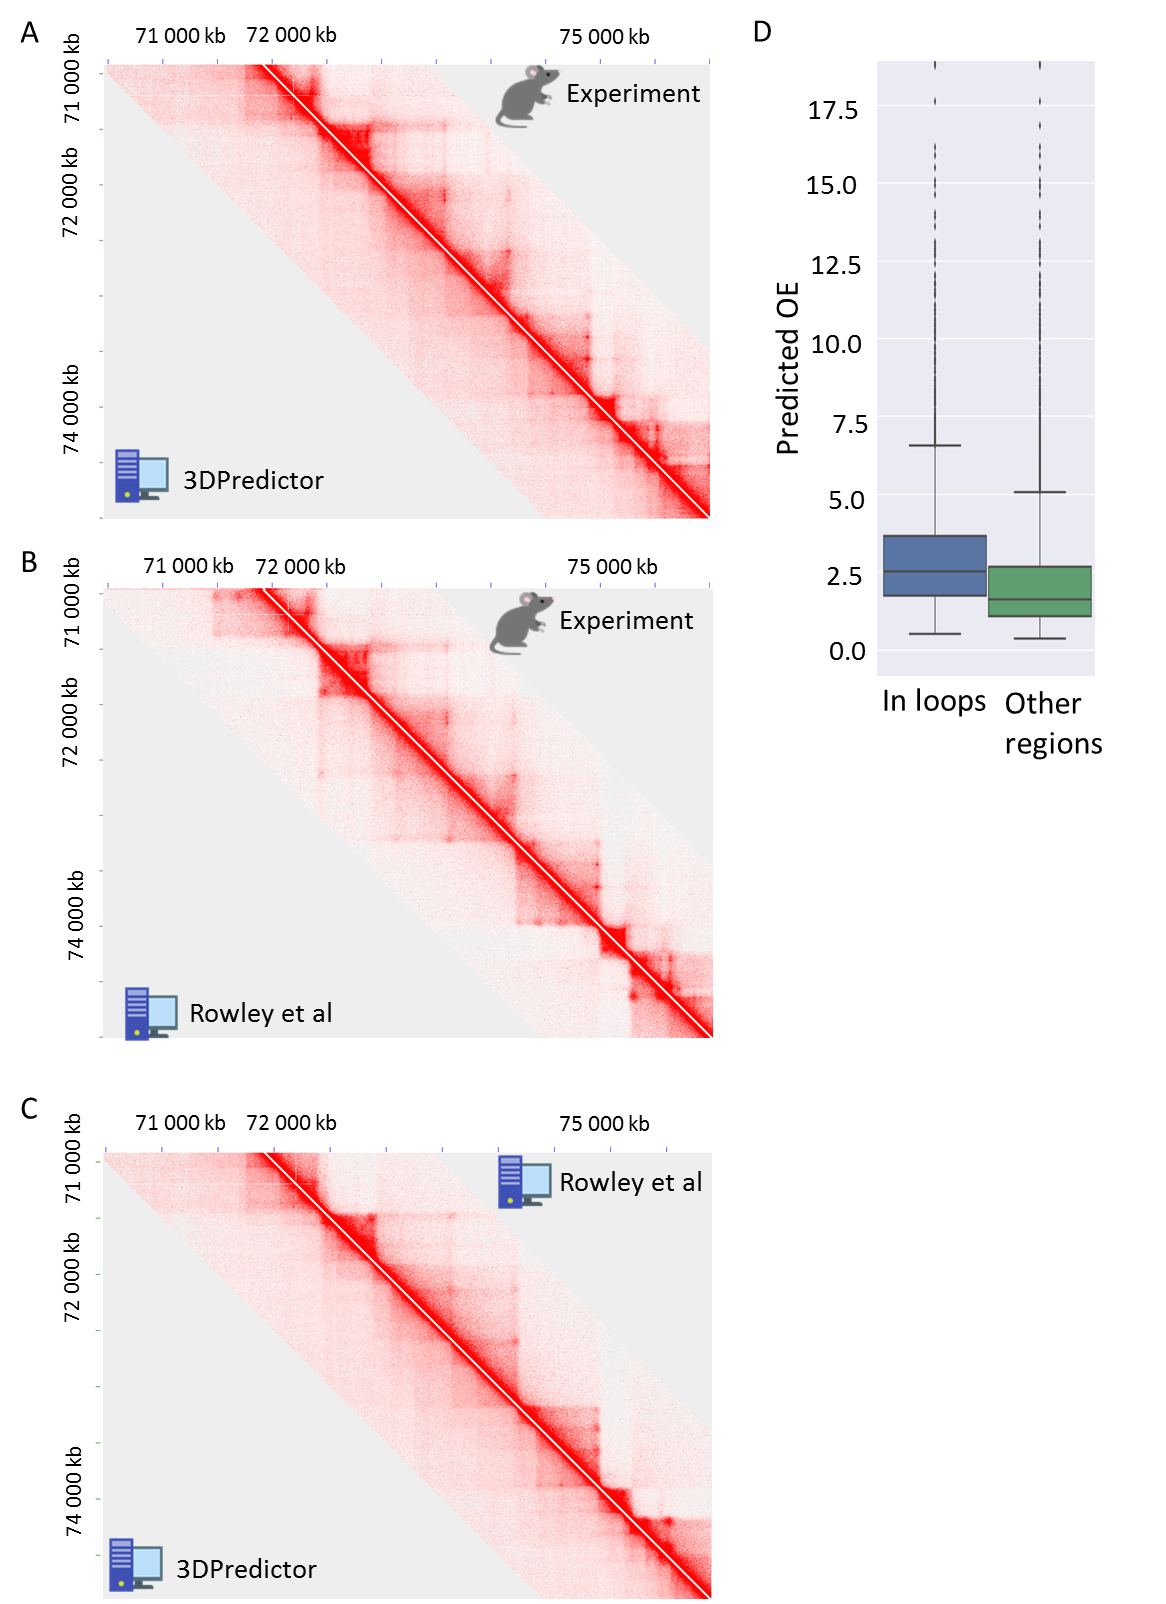 A
71 000 kb
72 000 kb
75 000 kb
71 000 kb
72 000 kb
74 000 kb
Experiment
3DPredictor
B
71 000 kb
72 000 kb
75 000 kb
71 000 kb
72 000 kb
74 000 kb
Experiment
Rowley et al
C
71 000 kb
72 000 kb
75 000 kb
71 000 kb
72 000 kb
74 000 kb
Rowley et al
3DPredictor
D
Predicted OE
17.5
15.0
12.5
10.0
7.5
5.0
2.5
0.0
In loops
Other
regions